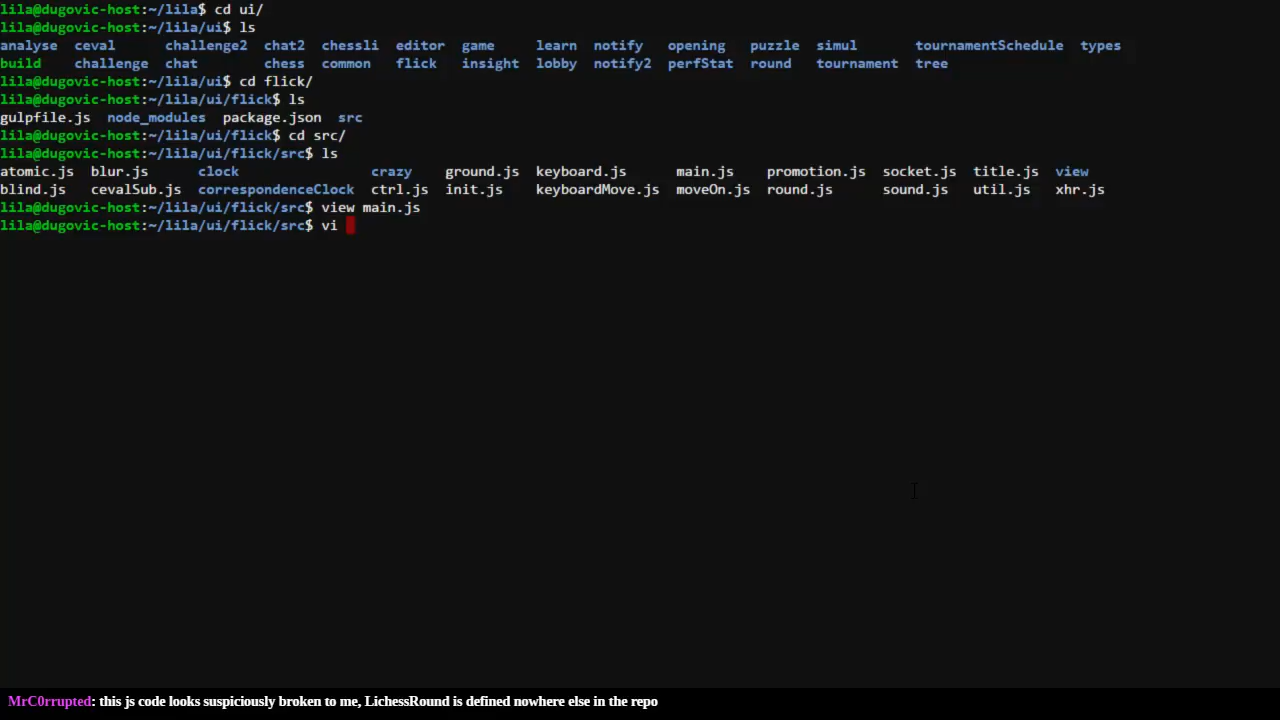 lila@dugovic-host:~/lila$ cd ui/
lila@dugovic-host:~/lila/ui$ ls
analyse  ceval      challenge2  chat2  chessli  editor  game     learn  notify   opening   puzzle  simul       tournamentSchedule  types
build    challenge  chat        chess  common   flick   insight  lobby  notify2  perfStat  round   tournament  tree
lila@dugovic-host:~/lila/ui$ cd flick/
lila@dugovic-host:~/lila/ui/flick$ ls
gulpfile.js  node_modules  package.json  src
lila@dugovic-host:~/lila/ui/flick$ cd src/
lila@dugovic-host:~/lila/ui/flick/src$ ls
atomic.js  blur.js      clock                crazy    ground.js  keyboard.js      main.js    promotion.js  socket.js  title.js  view
blind.js   cevalSub.js  correspondenceClock  ctrl.js  init.js    keyboardMove.js  moveOn.js  round.js      sound.js   util.js   xhr.js
lila@dugovic-host:~/lila/ui/flick/src$ view main.js
lila@dugovic-host:~/lila/ui/flick/src$ vi
MrC0rrupted: this js code looks suspiciously broken to me, LichessRound is defined nowhere else in the repo